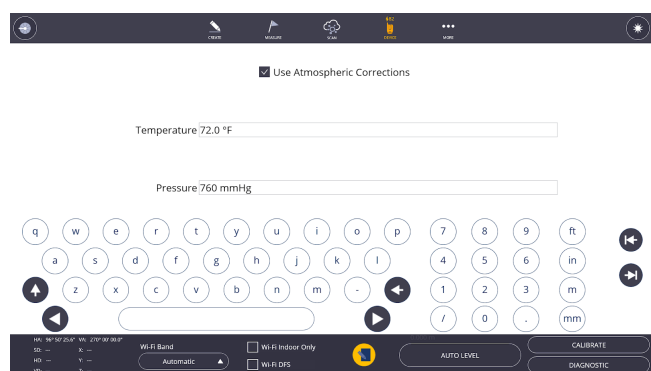 CREATE MEASURE SCAN DEVICE MORE
Use Atmospheric Corrections
Temperature 72.0 °F
Pressure 760 mmHg
q w e r t y u i o p 7 8 9 ft
a s d f g h j k l 4 5 6 in
z x c v b n m - 1 2 3 m
/ 0 . mm
HA: 96° 50' 25.6" VA: 270° 00' 00.0"
SD: --- X: ---
HD: --- Y: ---
VD: --- Z: ---
Wi-Fi Band
Automatic
Wi-Fi Indoor Only
Wi-Fi DFS
AUTO LEVEL
CALIBRATE
DIAGNOSTIC